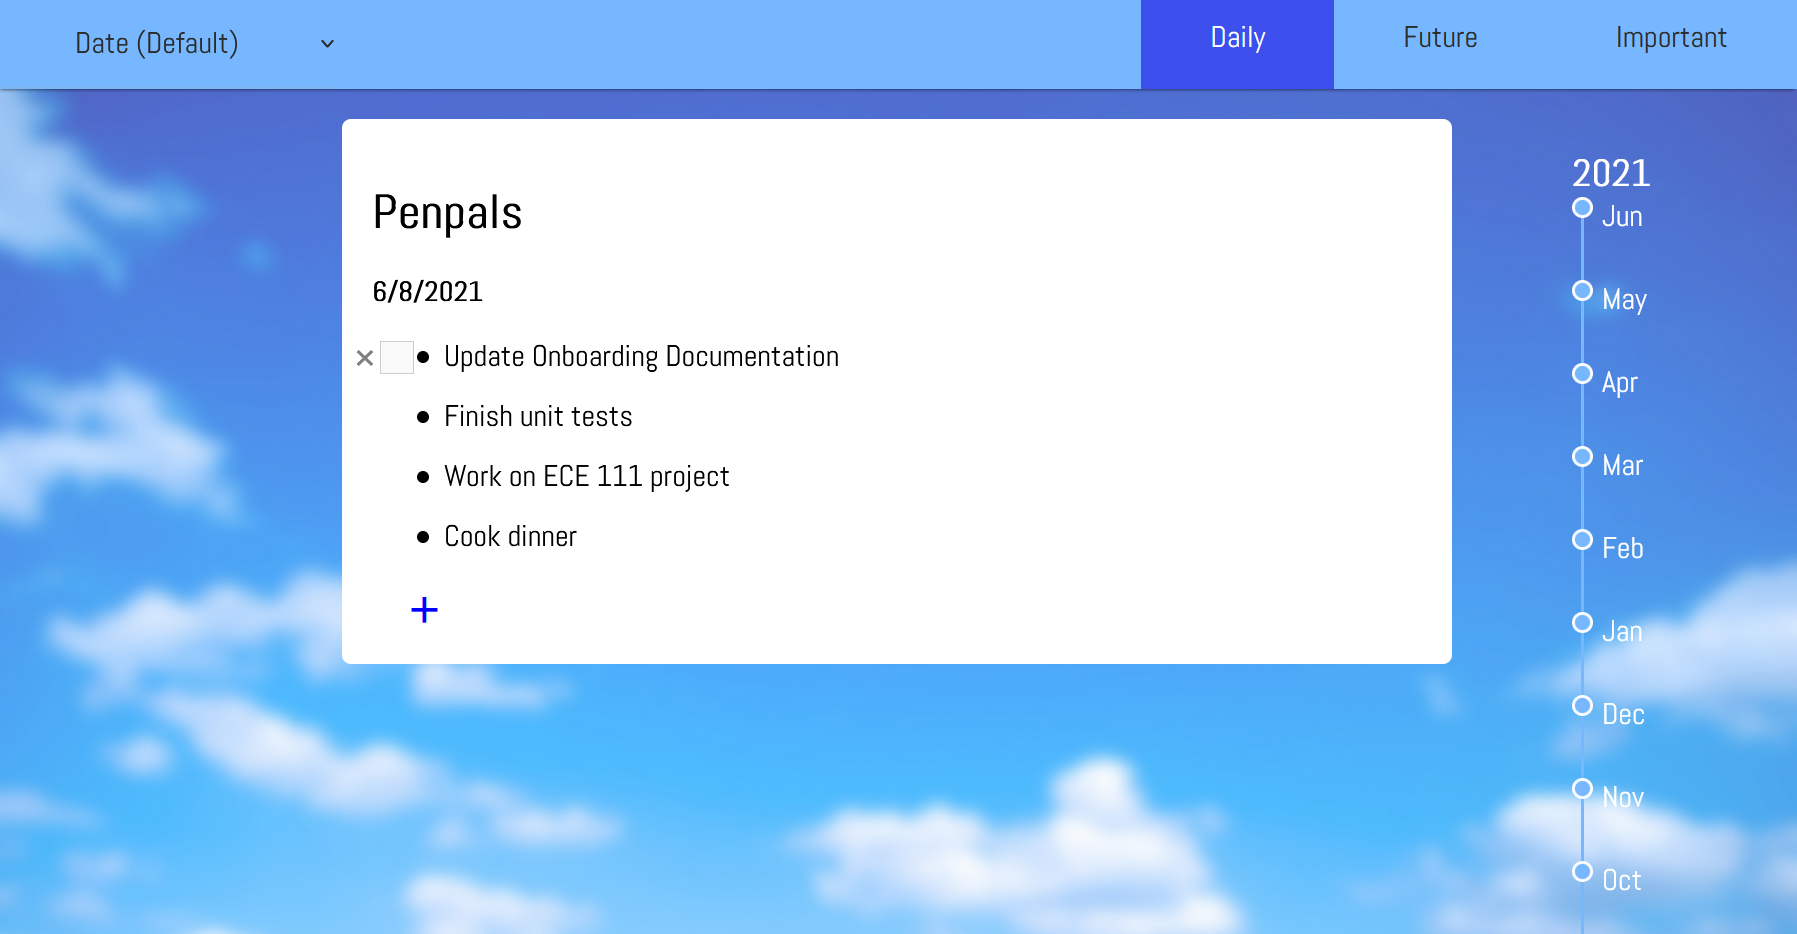 Date (Default)
Daily
Future
Important
Penpals
6/8/2021
Update Onboarding Documentation
Finish unit tests
Work on ECE 111 project
Cook dinner
2021
Jun
May
Apr
Mar
Feb
Jan
Dec
Nov
Oct